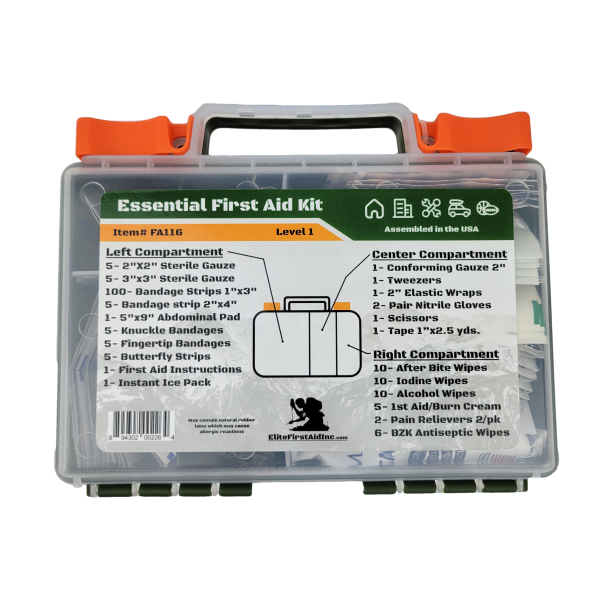 Essential First Aid Kit
Item# FA116
Level 1
Assembled in the USA
Left Compartment
5- 2"X2" Sterile Gauze
5- 3"x3" Sterile Gauze
100- Bandage Strips 1"x3"
5- Bandage strip 2"x4"
1- 5"x9" Abdominal Pad
5- Knuckle Bandages
5- Fingertip Bandages
5- Butterfly Strips
1- First Aid Instructions
1- Instant Ice Pack
Center Compartment
1- Conforming Gauze 2"
1- Tweezers
1- 2" Elastic Wraps
2- Pair Nitrile Gloves
1- Scissors
1- Tape 1"x2.5 yds.
Right Compartment
10- After Bite Wipes
10- Iodine Wipes
10- Alcohol Wipes
5- 1st Aid/Burn Cream
2- Pain Relievers 2/pk
6- BZK Antiseptic Wipes
8 94302 00226 4
May contain natural rubber
latex which may cause
allergic reactions
EliteFirstAidInc.com